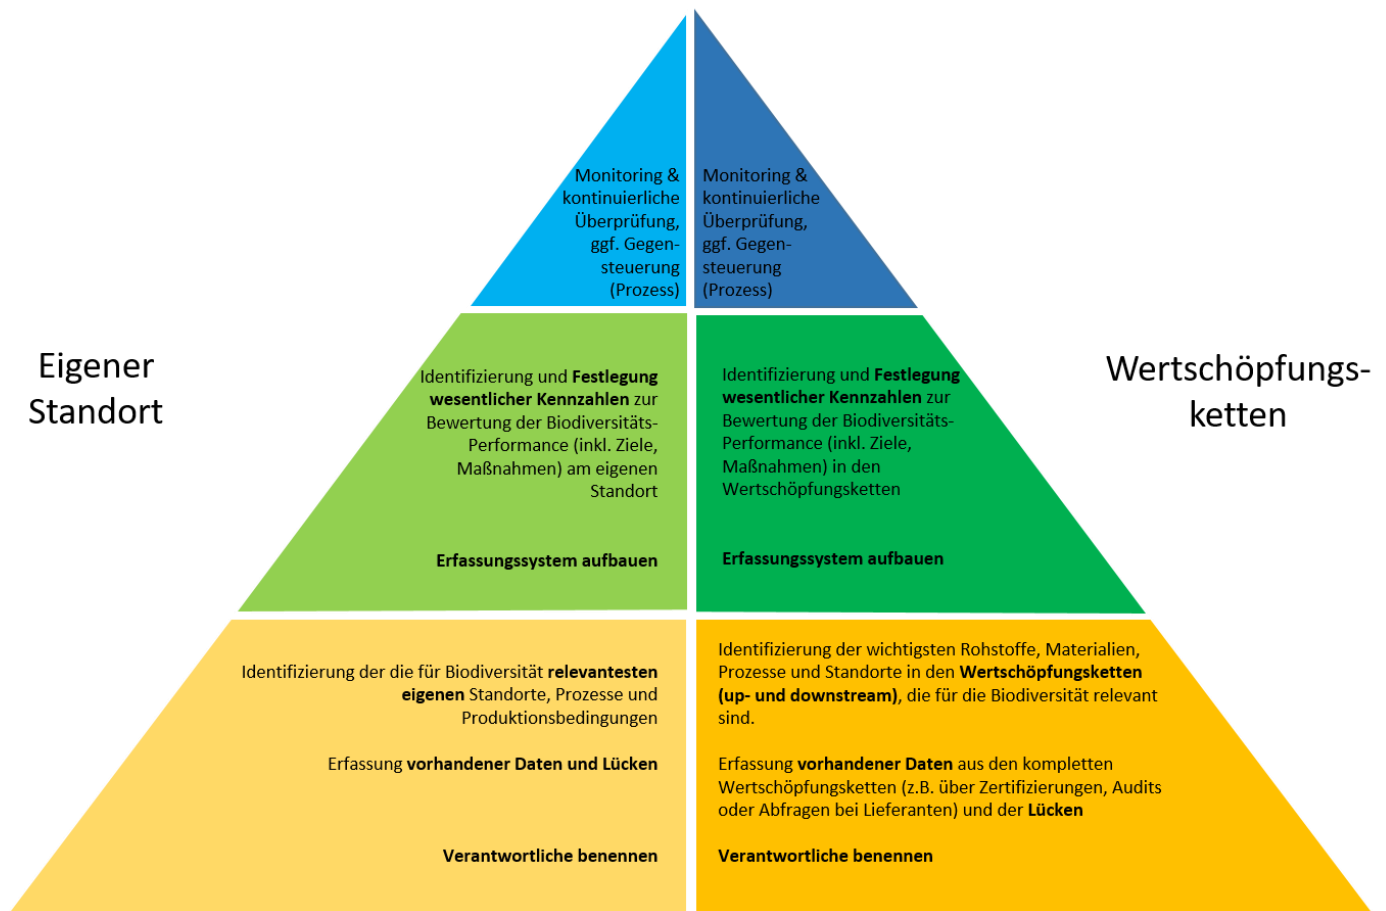 Monitoring &
kontinuierliche
Überprüfung,
ggf. Gegen-
steuerung
(Prozess)
Monitoring &
kontinuierliche
Überprüfung,
ggf. Gegen-
steuerung
(Prozess)
Eigener
Standort
Identifizierung und Festlegung
wesentlicher Kennzahlen zur
Bewertung der Biodiversitäts-
Performance (inkl. Ziele,
Maßnahmen) am eigenen
Standort
Erfassungssystem aufbauen
Identifizierung und Festlegung
wesentlicher Kennzahlen zur
Bewertung der Biodiversitäts-
Performance (inkl. Ziele,
Maßnahmen) in den
Wertschöpfungsketten
Erfassungssystem aufbauen
Wertschöpfungs-
ketten
Identifizierung der die für Biodiversität relevantesten
eigenen Standorte, Prozesse und
Produktionsbedingungen
Erfassung vorhandener Daten und Lücken
Verantwortliche benennen
Identifizierung der wichtigsten Rohstoffe, Materialien,
Prozesse und Standorte in den Wertschöpfungsketten
(up- und downstream), die für die Biodiversität relevant
sind.
Erfassung vorhandener Daten aus den kompletten
Wertschöpfungsketten (z.B. über Zertifizierungen, Audits
oder Abfragen bei Lieferanten) und der Lücken
Verantwortliche benennen